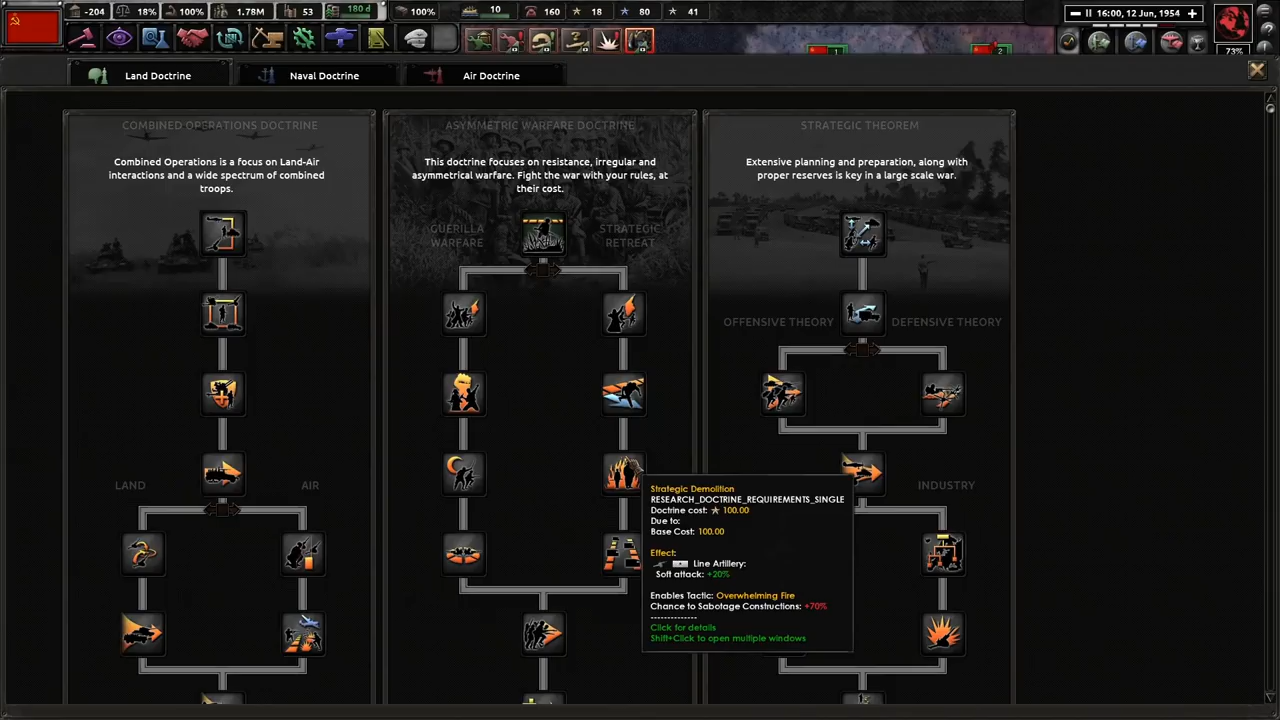 -204
18%
100%
1.78M
53
180 d
100%
10
160
18
80
41
16:00, 12 Jun, 1954
73%
1
2
Land Doctrine
Naval Doctrine
Air Doctrine
COMBINED OPERATIONS DOCTRINE
Combined Operations is a focus on Land-Air
interactions and a wide spectrum of combined
troops.
LAND
AIR
ASYMMETRIC WARFARE DOCTRINE
This doctrine focuses on resistance, irregular and
asymmetrical warfare. Fight the war with your rules, at
their cost.
GUERILLA
WARFARE
STRATEGIC
RETREAT
STRATEGIC THEOREM
Extensive planning and preparation, along with
proper reserves is key in a large scale war.
OFFENSIVE THEORY
DEFENSIVE THEORY
INDUSTRY
Strategic Demolition
RESEARCH_DOCTRINE_REQUIREMENTS_SINGLE
Doctrine cost: 100.00
Due to:
Base Cost: 100.00
Effect:
Line Artillery:
Soft attack: +20%
Enables Tactic: Overwhelming Fire
Chance to Sabotage Constructions: +70%
--------------
Click for details
Shift+Click to open multiple windows